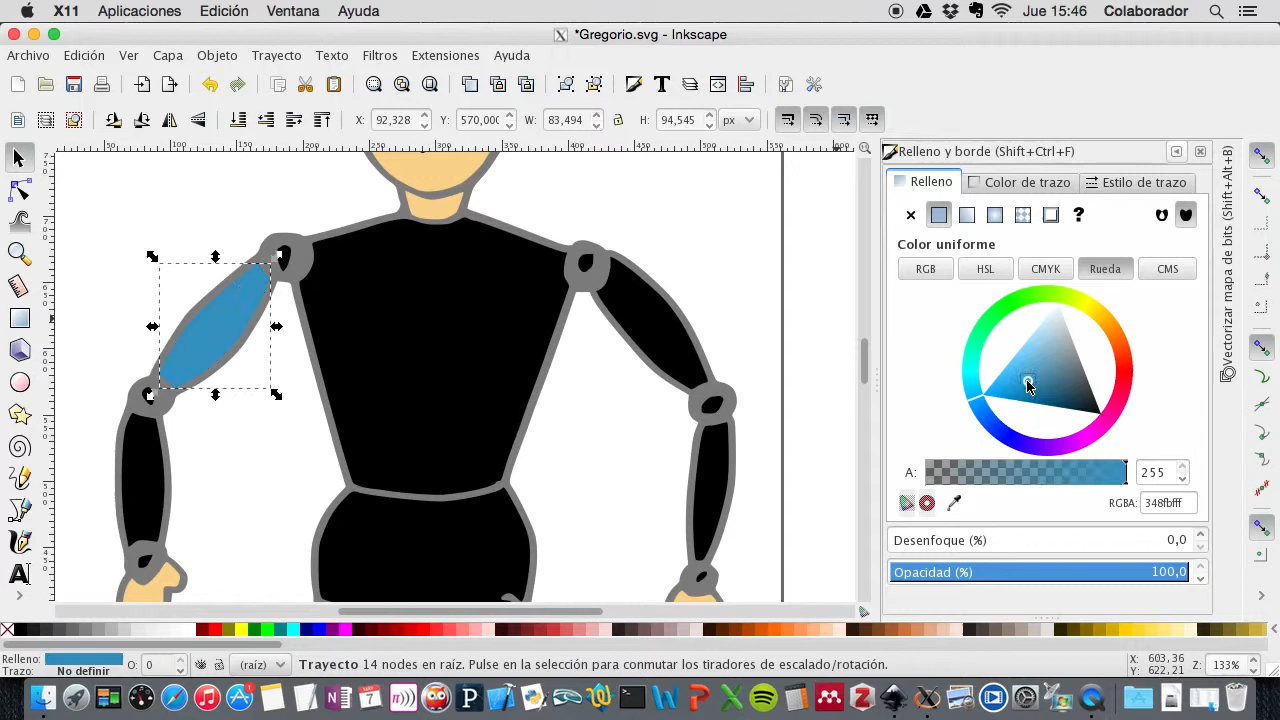 X11 Aplicaciones Edición Ventana Ayuda Jue 15:46 Colaborador
*Gregorio.svg - Inkscape
Archivo Edición Ver Capa Objeto Trayecto Filtros Extensiones Ayuda
X: 92,328 Y: 570,000 W: 83,494 H: 94,545 px
Relleno y borde (Shift+Ctrl+F)
Relleno Color de trazo Estilo de trazo
Color uniforme
RGB HSL CMYK Rueda CMS
A: 255
RGBA: 348fbfff
Desenfoque (%) 0,0
Opacidad (%) 100,0
Vectorizar mapa de bits (Shift+Alt+B)
Relleno:
Trazo: No definir
O: 0 (raíz) Trayecto 14 nodes en raíz. Pulse en la selección para conmutar los tirados de escalado/rotación.
X: 603,36
Y: 622,21
Z: 133%